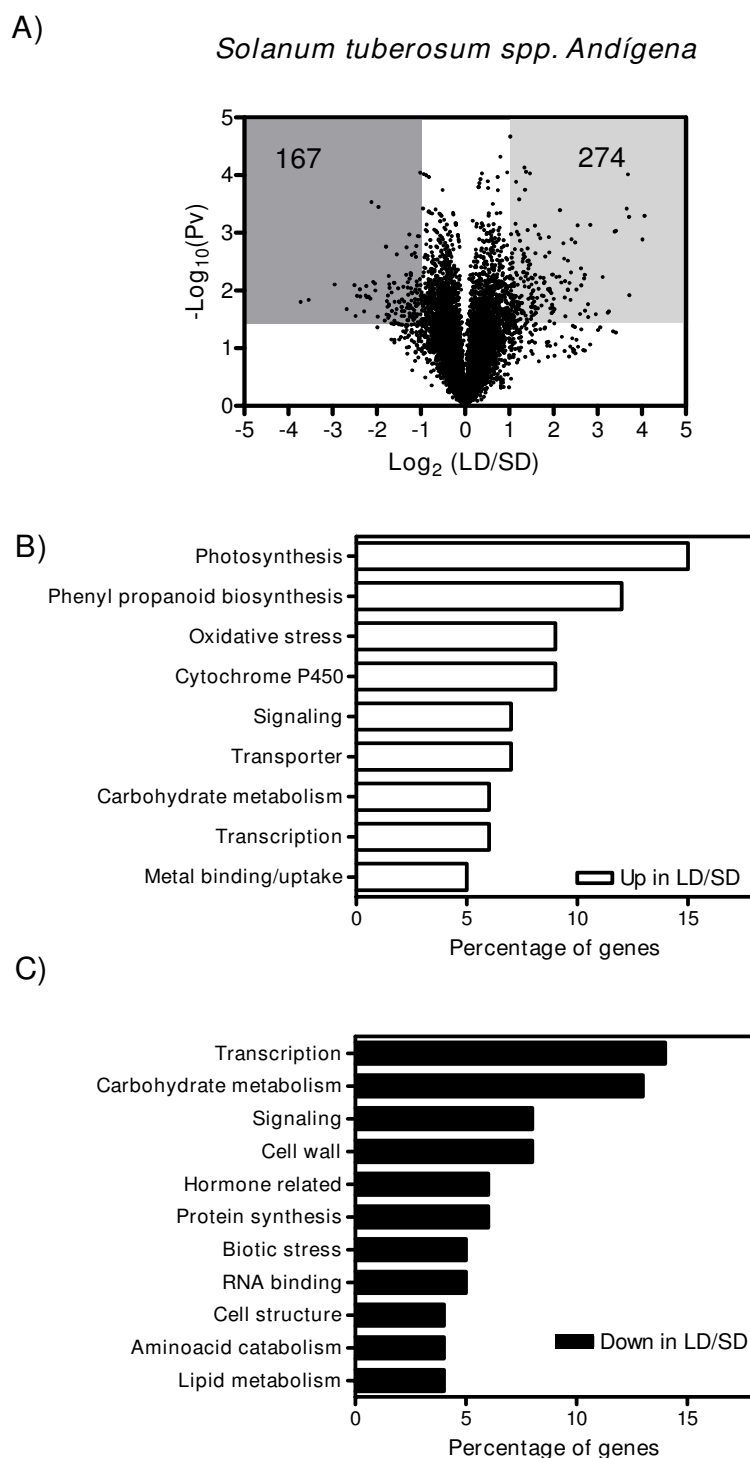 A)
Solanum tuberosum spp. Andígena
167
274
-Log10(Pv)
5
4
3
2
1
0
-5 -4 -3 -2 -1 0 1 2 3 4 5
Log2 (LD/SD)
B)
Photosynthesis
Phenyl propanoid biosynthesis
Oxidative stress
Cytochrome P450
Signaling
Transporter
Carbohydrate metabolism
Transcription
Metal binding/uptake
Up in LD/SD
0 5 10 15
Percentage of genes
C)
Transcription
Carbohydrate metabolism
Signaling
Cell wall
Hormone related
Protein synthesis
Biotic stress
RNA binding
Cell structure
Aminoacid catabolism
Lipid metabolism
Down in LD/SD
0 5 10 15
Percentage of genes